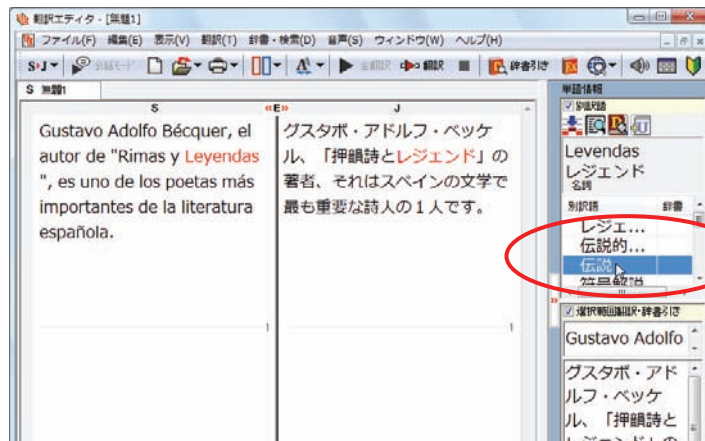 翻訳エディタ - [無題1]
ファイル(F) 編集(E) 表示(V) 翻訳(T) 辞書・検索(D) 音声(S) ウィンドウ(W) ヘルプ(H)
S›J 全翻訳 翻訳 辞書引き
S 無題1
S «E» J
Gustavo Adolfo Bécquer, el
autor de "Rimas y Leyendas
", es uno de los poetas más
importantes de la literatura
española.
1
グスタボ・アドルフ・ベッケ
ル、「押韻詩とレジェンド」の
著者、それはスペインの文学で
最も重要な詩人の1人です。
1
単語情報
別訳語
Levendas
レジェンド
名詞
別訳語 辞書
レジェ...
伝説的...
伝説
選択範囲翻訳・辞書引き
Gustavo Adolfo
グスタボ・アド
ルフ・ベッケ
ル、「押韻詩と